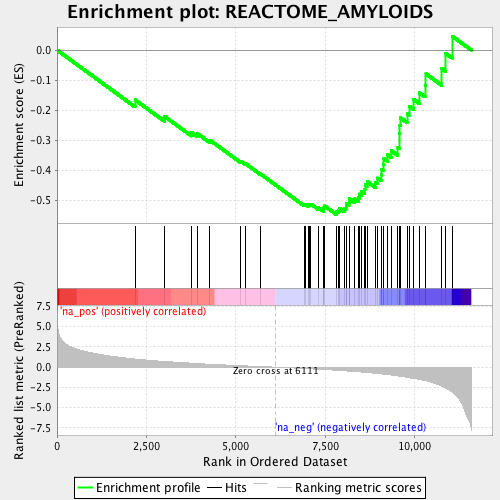 Enrichment plot: REACTOME_AMYLOIDS
Enrichment score (ES)
0.0
-0.1
-0.2
-0.3
-0.4
-0.5
'na_pos' (positively correlated)
Ranked list metric (PreRanked)
7.5
5.0
2.5
0.0
-2.5
-5.0
-7.5
Zero cross at 6111
'na_neg' (negatively correlated)
0
2,500
5,000
7,500
10,000
Rank in Ordered Dataset
Enrichment profile
Hits
Ranking metric scores